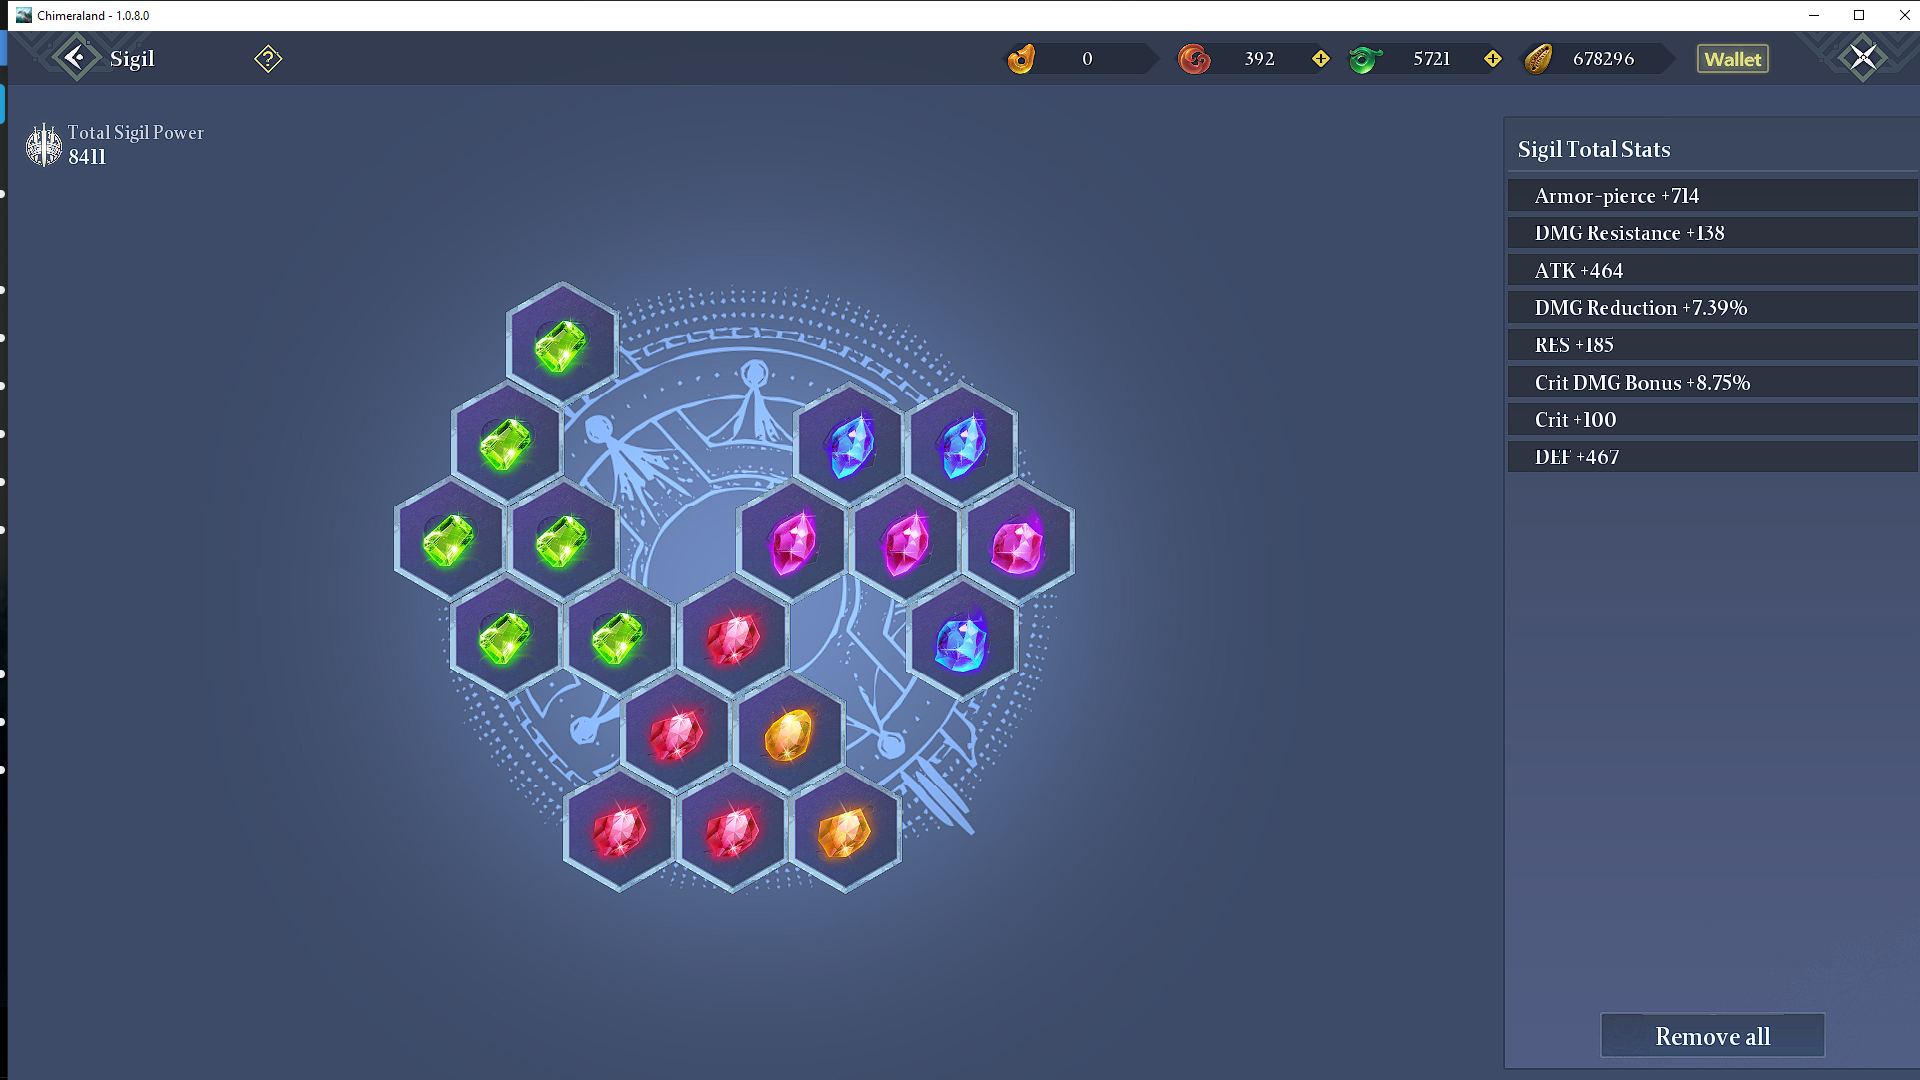 Chimeraland - 1.0.8.0
Sigil
?
0
392
5721
678296
Wallet
Total Sigil Power
8411
Sigil Total Stats
Armor-pierce +714
DMG Resistance +138
ATK +464
DMG Reduction +7.39%
RES +185
Crit DMG Bonus +8.75%
Crit +100
DEF +467
Remove all